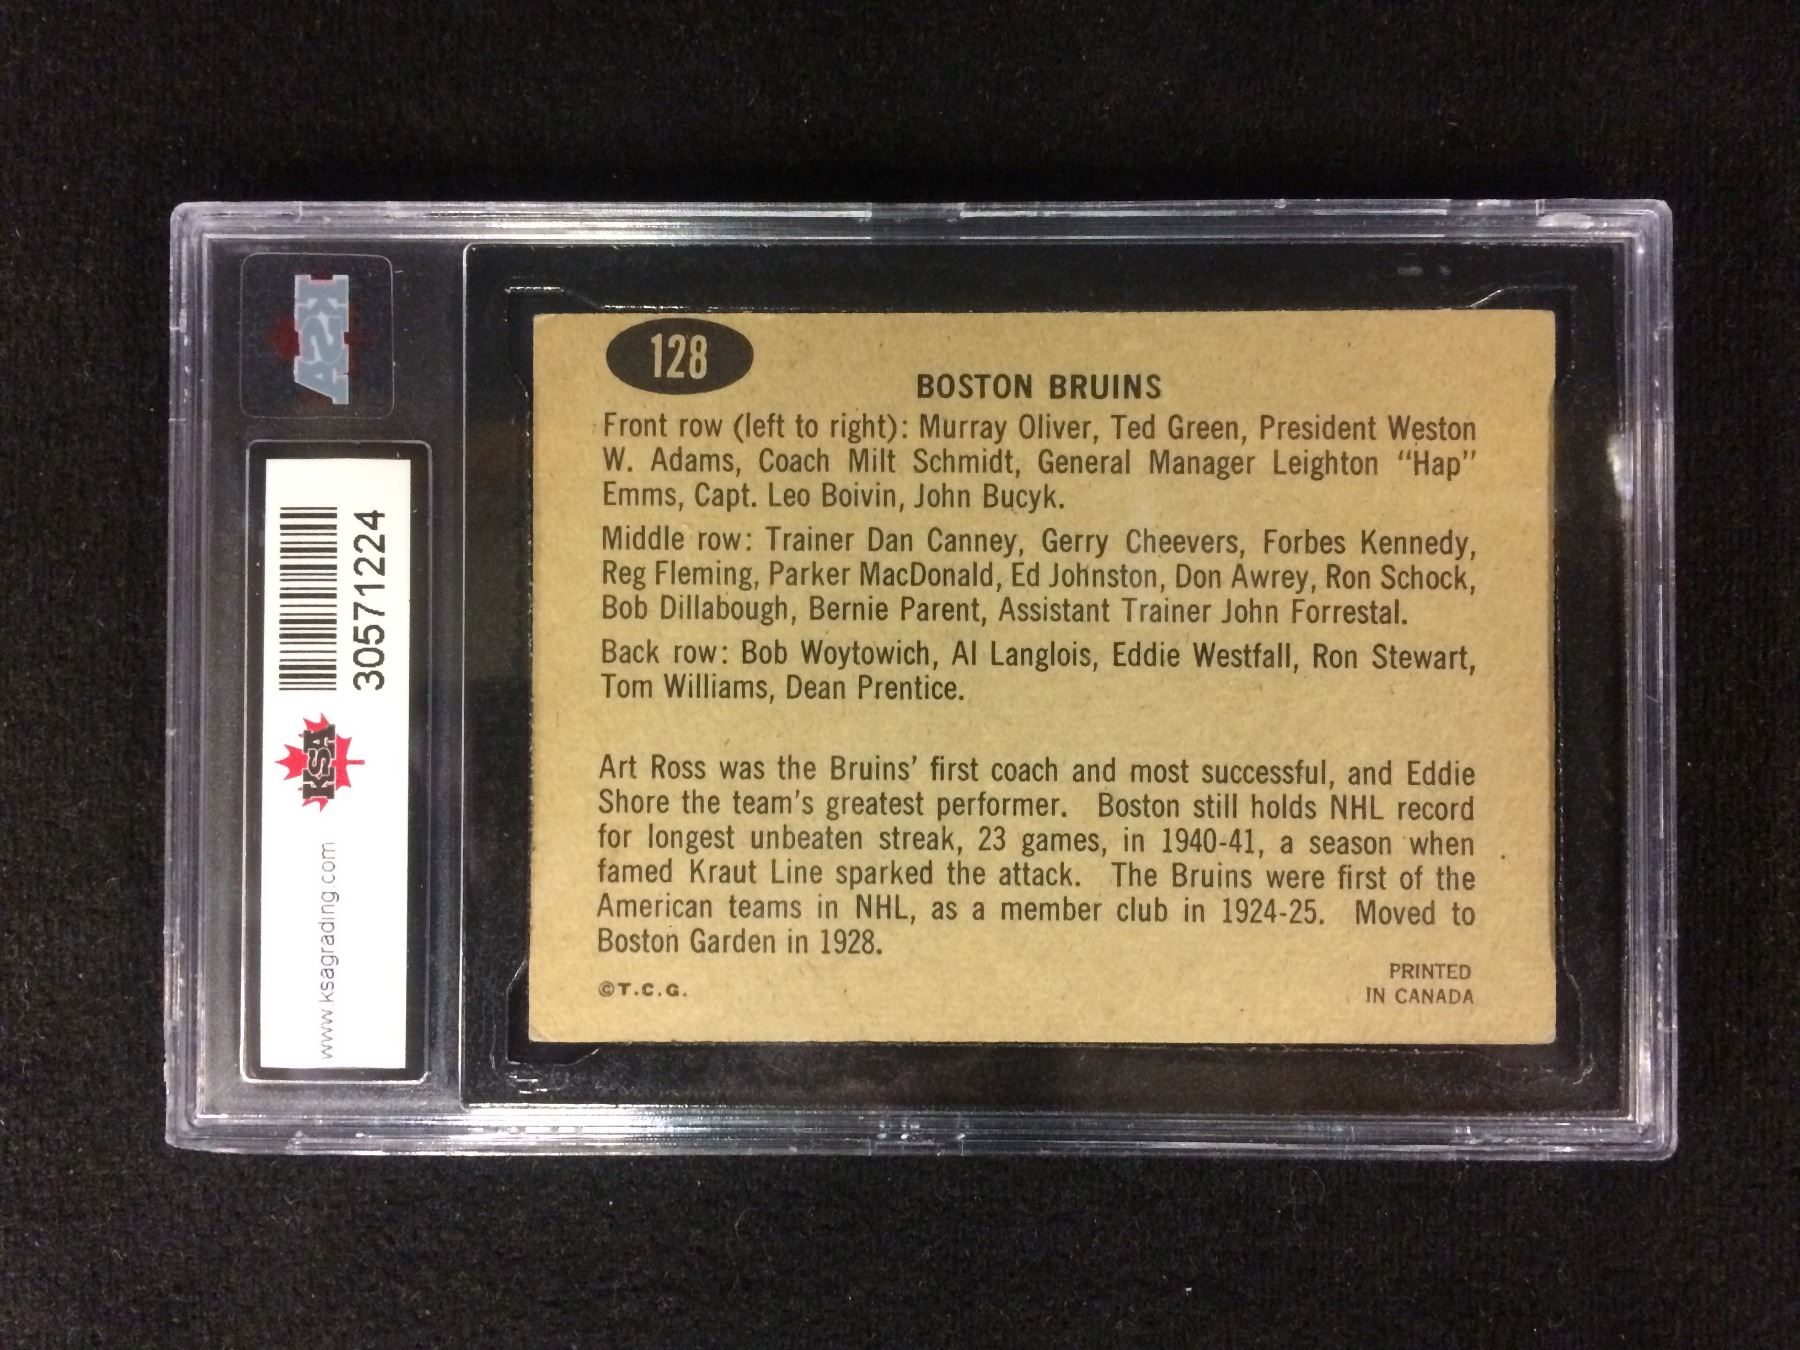 128
BOSTON BRUINS
Front row (left to right): Murray Oliver, Ted Green, President Weston
W. Adams, Coach Milt Schmidt, General Manager Leighton "Hap"
Emms, Capt. Leo Boivin, John Bucyk.
Middle row: Trainer Dan Canney, Gerry Cheevers, Forbes Kennedy,
Reg Fleming, Parker MacDonald, Ed Johnston, Don Awrey, Ron Schock,
Bob Dillabough, Bernie Parent, Assistant Trainer John Forrestal.
Back row: Bob Woytowich, Al Langlois, Eddie Westfall, Ron Stewart,
Tom Williams, Dean Prentice.
Art Ross was the Bruins' first coach and most successful, and Eddie
Shore the team's greatest performer. Boston still holds NHL record
for longest unbeaten streak, 23 games, in 1940-41, a season when
famed Kraut Line sparked the attack. The Bruins were first of the
American teams in NHL, as a member club in 1924-25. Moved to
Boston Garden in 1928.
©T.C.G.
PRINTED
IN CANADA
KSA
30571224
KSA
www.ksagrading.com